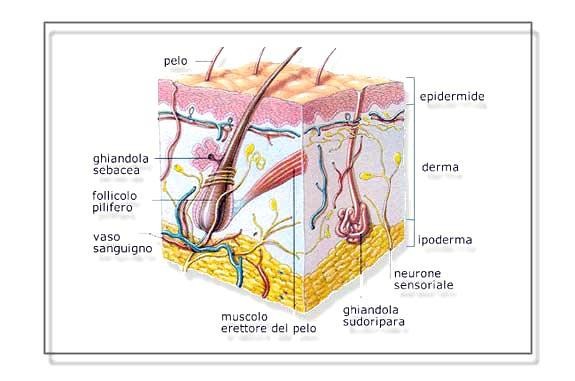 pelo
epidermide
ghiandola
sebacea
derma
follicolo
pilifero
vaso
sanguigno
ipoderma
neurone
sensoriale
muscolo
erettore del pelo
ghiandola
sudoripara